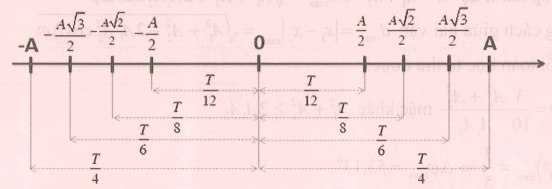 -A -A√3/2 -A√2/2 -A/2 0 A/2 A√2/2 A√3/2 A
T/12 T/12
T/8 T/8
T/6 T/6
T/4 T/4